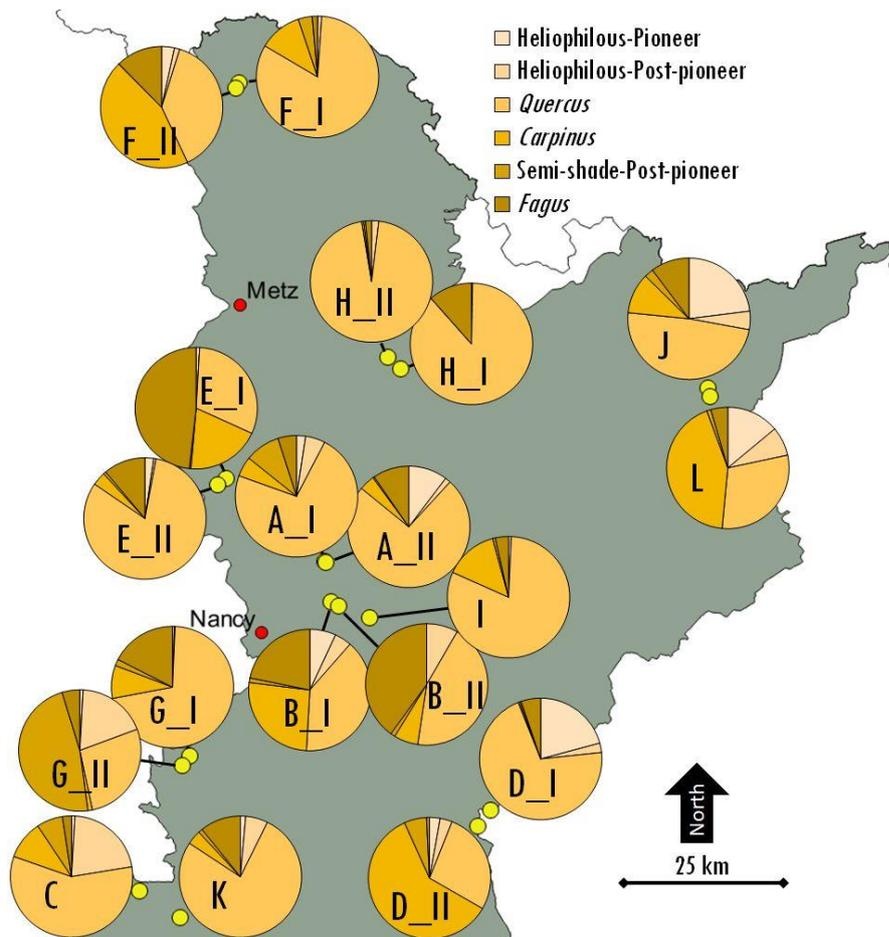 Heliophilous-Pioneer
Heliophilous-Post-pioneer
Quercus
Carpinus
Semi-shade-Post-pioneer
Fagus
F_II
F_I
Metz
H_II
H_I
J
E_I
L
E_II
A_I
A_II
I
Nancy
G_I
B_I
B_II
G_II
D_I
North
25 km
C
K
D_II